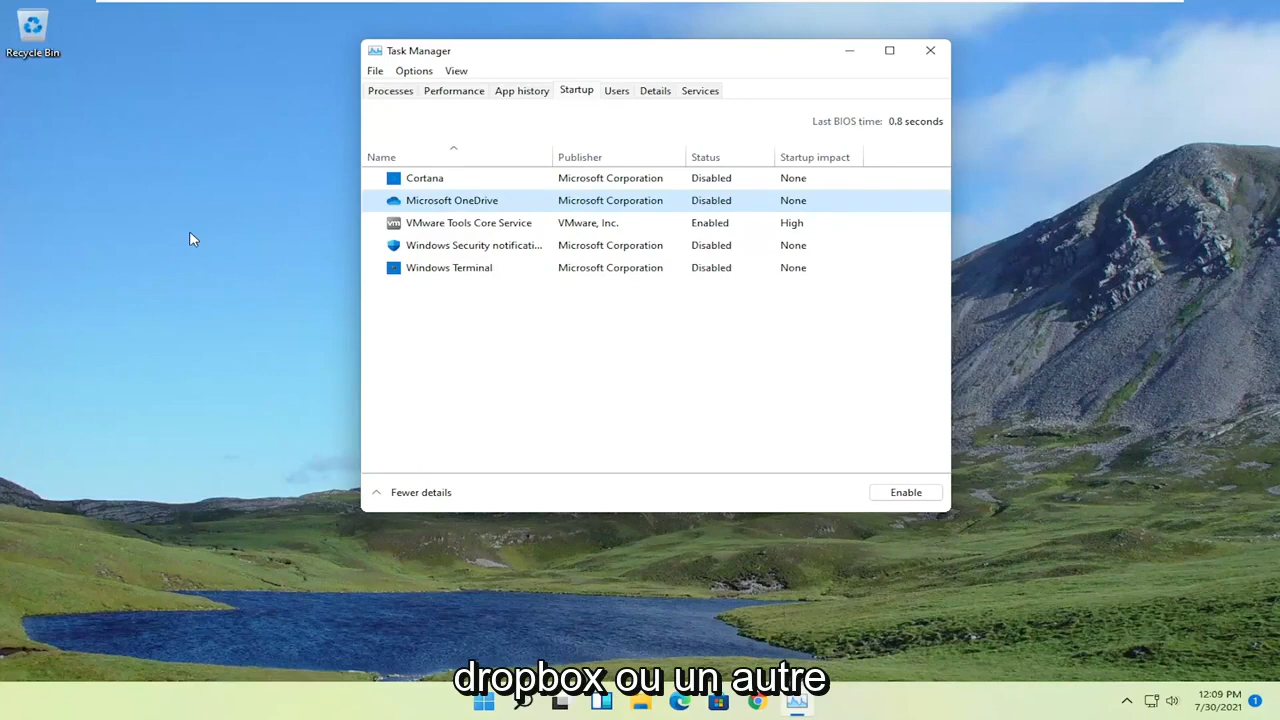 Recycle Bin
Task Manager
File Options View
Processes Performance App history Startup Users Details Services
Last BIOS time: 0.8 seconds
Name Publisher Status Startup impact
Cortana Microsoft Corporation Disabled None
Microsoft OneDrive Microsoft Corporation Disabled None
vm VMware Tools Core Service VMware, Inc. Enabled High
Windows Security notificati... Microsoft Corporation Disabled None
Windows Terminal Microsoft Corporation Disabled None
Fewer details Enable
dropbox ou un autre
12:09 PM
7/30/2021
1